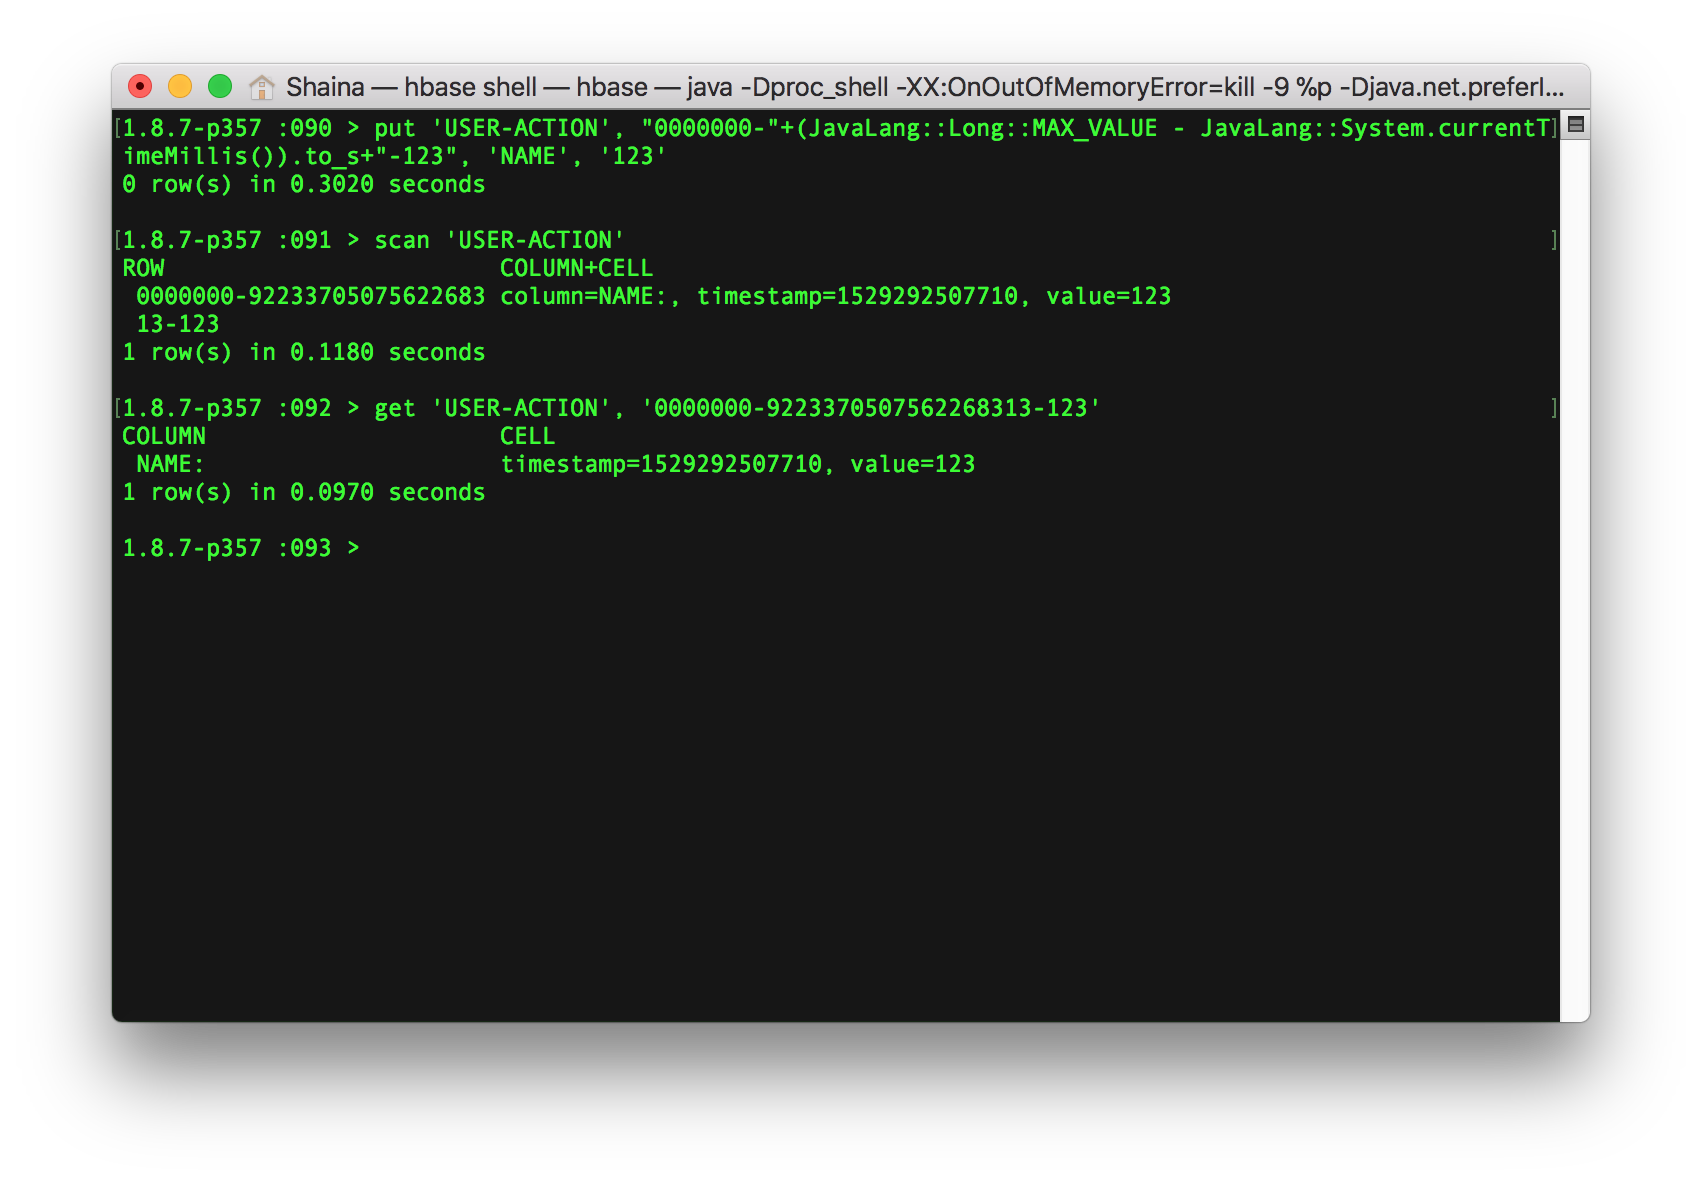 Shaina — hbase shell — hbase — java -Dproc_shell -XX:OnOutOfMemoryError=kill -9 %p -Djava.net.preferI...
[1.8.7-p357 :090 > put 'USER-ACTION', "0000000-"+(JavaLang::Long::MAX_VALUE - JavaLang::System.currentT]
imeMillis()).to_s+"-123", 'NAME', '123'
0 row(s) in 0.3020 seconds
[1.8.7-p357 :091 > scan 'USER-ACTION' ]
ROW COLUMN+CELL
0000000-92233705075622683 column=NAME:, timestamp=1529292507710, value=123
13-123
1 row(s) in 0.1180 seconds
[1.8.7-p357 :092 > get 'USER-ACTION', '0000000-9223370507562268313-123' ]
COLUMN CELL
NAME: timestamp=1529292507710, value=123
1 row(s) in 0.0970 seconds
1.8.7-p357 :093 >